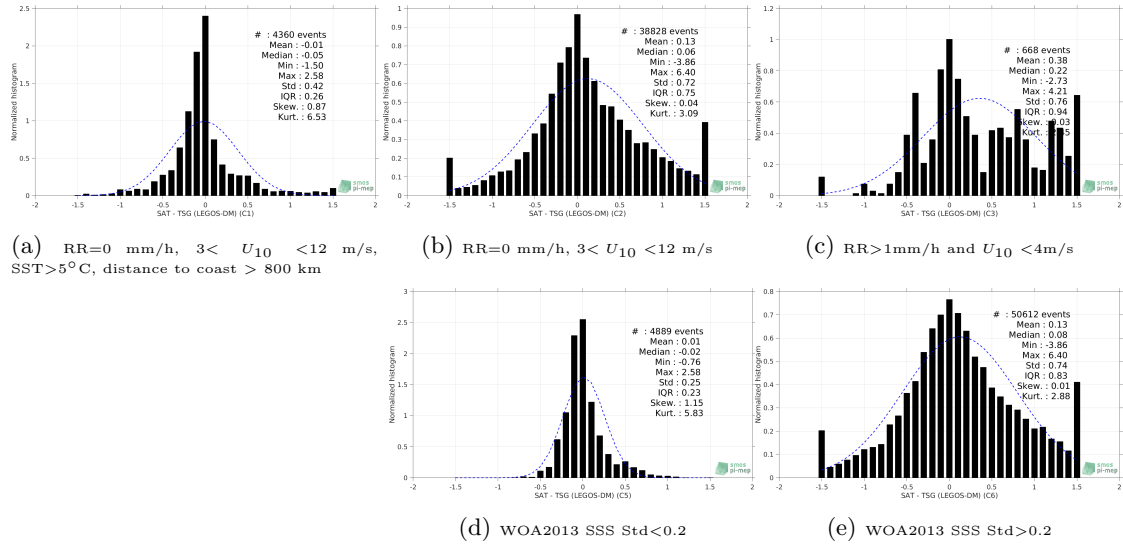 2.5
2
1.5
1
0.5
0
-2 -1.5 -1 -0.5 0 0.5 1 1.5 2
Normalized histogram
SAT - TSG (LEGOS-DM) (C1)
# : 4360 events
Mean : -0.01
Median : -0.05
Min : -1.50
Max : 2.58
Std : 0.42
IQR : 0.26
Skew. : 0.87
Kurt. : 6.53
smos
pi-mep
(a) RR=0 mm/h, 3< U10 <12 m/s,
SST>5°C, distance to coast > 800 km
1
0.9
0.8
0.7
0.6
0.5
0.4
0.3
0.2
0.1
0
-2 -1.5 -1 -0.5 0 0.5 1 1.5 2
Normalized histogram
SAT - TSG (LEGOS-DM) (C2)
# : 38828 events
Mean : 0.13
Median : 0.06
Min : -3.86
Max : 6.40
Std : 0.72
IQR : 0.75
Skew. : 0.04
Kurt. : 3.09
smos
pi-mep
(b) RR=0 mm/h, 3< U10 <12 m/s
1.2
1
0.8
0.6
0.4
0.2
0
-2 -1.5 -1 -0.5 0 0.5 1 1.5 2
Normalized histogram
SAT - TSG (LEGOS-DM) (C3)
# : 668 events
Mean : 0.38
Median : 0.22
Min : -2.73
Max : 4.21
Std : 0.76
IQR : 0.94
Skew. :
Kurt. :
smos
pi-mep
(c) RR>1mm/h and U10 <4m/s
3
2.5
2
1.5
1
0.5
0
-2 -1.5 -1 -0.5 0 0.5 1 1.5 2
Normalized histogram
SAT - TSG (LEGOS-DM) (C5)
# : 4889 events
Mean : 0.01
Median : -0.02
Min : -0.76
Max : 2.58
Std : 0.25
IQR : 0.23
Skew. : 1.15
Kurt. : 5.83
smos
pi-mep
(d) WOA2013 SSS Std<0.2
0.8
0.7
0.6
0.5
0.4
0.3
0.2
0.1
0
-2 -1.5 -1 -0.5 0 0.5 1 1.5 2
Normalized histogram
SAT - TSG (LEGOS-DM) (C6)
# : 50612 events
Mean : 0.13
Median : 0.08
Min : -3.86
Max : 6.40
Std : 0.74
IQR : 0.83
Skew. : 0.01
Kurt. : 2.88
smos
pi-mep
(e) WOA2013 SSS Std>0.2